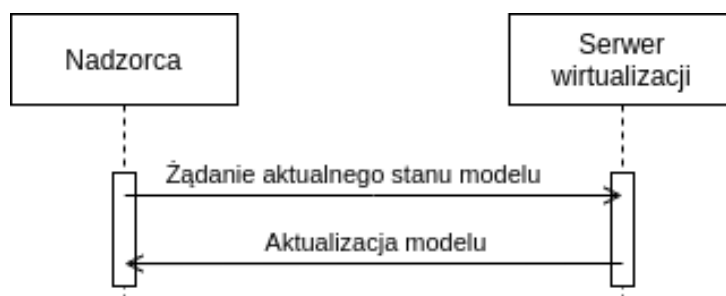 Nadzorca
Serwer
wirtualizacji
Żądanie aktualnego stanu modelu
Aktualizacja modelu